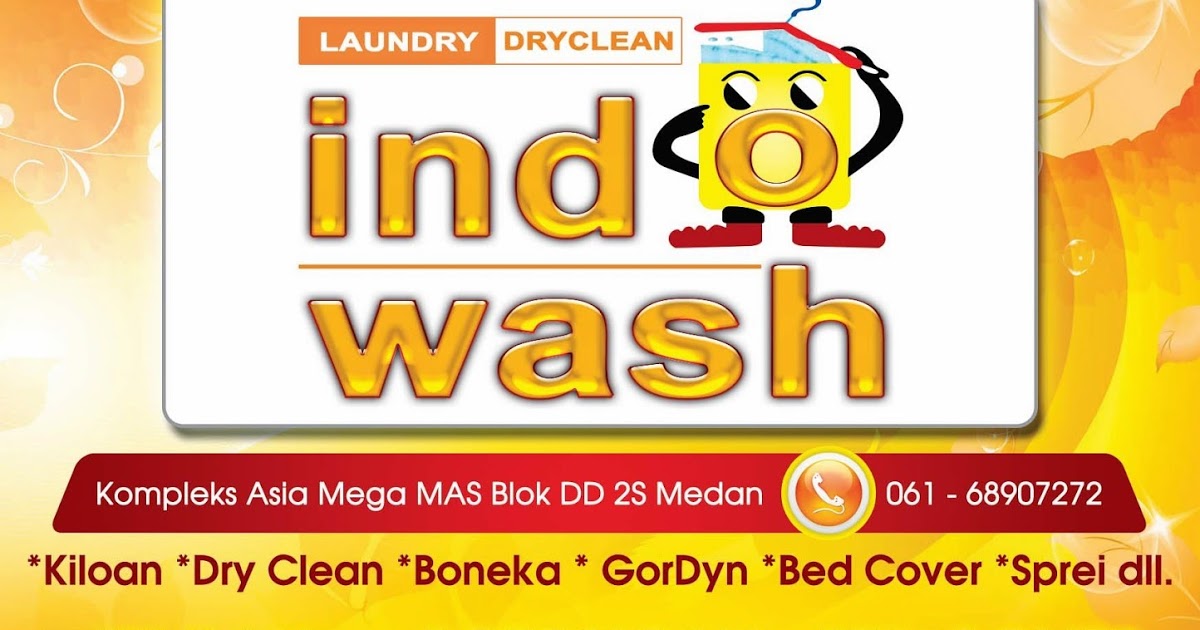 LAUNDRY DRYCLEAN
indo
wash
Kompleks Asia Mega MAS Blok DD 2S Medan 061 - 68907272
*Kiloan *Dry Clean *Boneka * GorDyn *Bed Cover *Sprei dll.